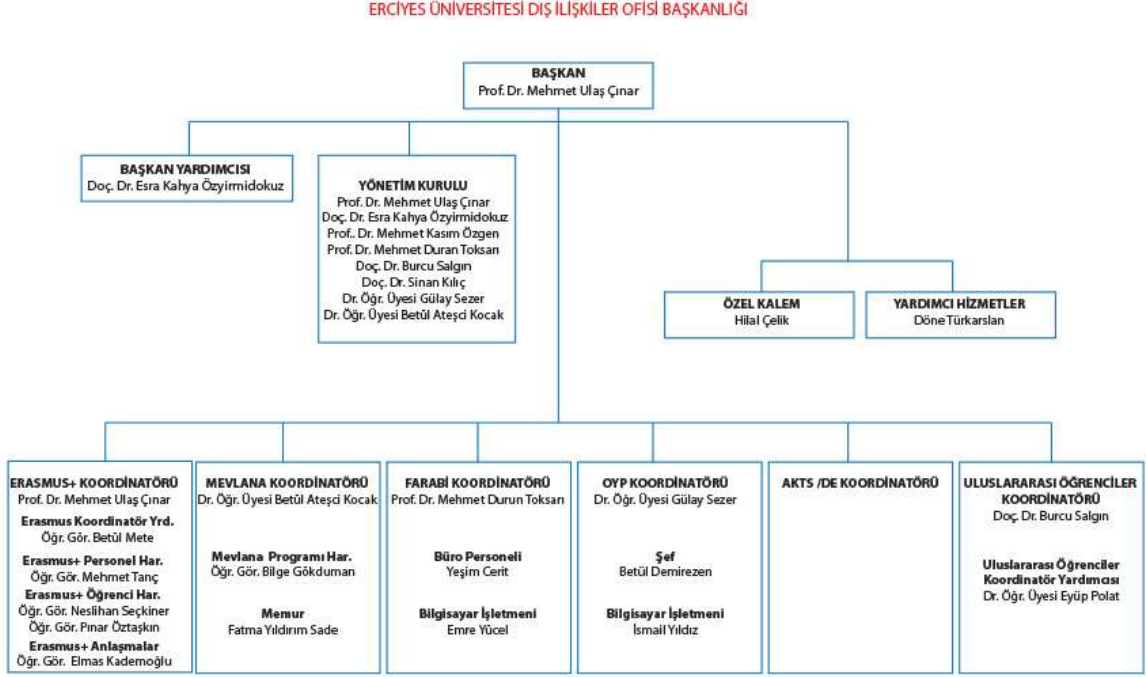 ERCİYES ÜNİVERSİTESİ DIŞ İLİŞKİLER OFİSİ BAŞKANLIĞI
BAŞKAN
Prof. Dr. Mehmet Ulaş Çınar
BAŞKAN YARDIMCISI
Doç. Dr. Esra Kahya Özyirmidokuz
YÖNETİM KURULU
Prof. Dr. Mehmet Ulaş Çınar
Doç. Dr. Esra Kahya Özyirmidokuz
Prof.. Dr. Mehmet Kasım Özgen
Prof. Dr. Mehmet Duran Toksarı
Doç. Dr. Burcu Salgın
Doç. Dr. Sinan Kılıç
Dr. Öğr. Üyesi Gülay Sezer
Dr. Öğr. Üyesi Betül Ateşci Kocak
ÖZEL KALEM
Hilal Çelik
YARDIMCI HİZMETLER
Döne Türkarslan
ERASMUS+ KOORDİNATÖRÜ
Prof. Dr. Mehmet Ulaş Çınar
Erasmus Koordinatör Yrd.
Öğr. Gör. Betül Mete
Erasmus+ Personel Har.
Öğr. Gör. Mehmet Tanç
Erasmus+ Öğrenci Har.
Öğr. Gör. Neslihan Seçkiner
Öğr. Gör. Pınar Öztaşkın
Erasmus+ Anlaşmalar
Öğr. Gör. Elmas Kademoğlu
MEVLANA KOORDİNATÖRÜ
Dr. Öğr. Üyesi Betül Ateşci Kocak
Mevlana Programı Har.
Öğr. Gör. Bilge Gökduman
Memur
Fatma Yıldırım Sade
FARABİ KOORDİNATÖRÜ
Prof. Dr. Mehmet Durun Toksarı
Büro Personeli
Yeşim Cerit
Bilgisayar İşletmeni
Emre Yücel
OYP KOORDİNATÖRÜ
Dr. Öğr. Üyesi Gülay Sezer
Şef
Betül Demirezen
Bilgisayar İşletmeni
İsmail Yıldız
AKTS /DE KOORDİNATÖRÜ
ULUSLARARASI ÖĞRENCİLER
KOORDİNATÖRÜ
Doç. Dr. Burcu Salgın
Uluslararası Öğrenciler
Koordinatör Yardımcısı
Dr. Öğr. Üyesi Eyüp Polat